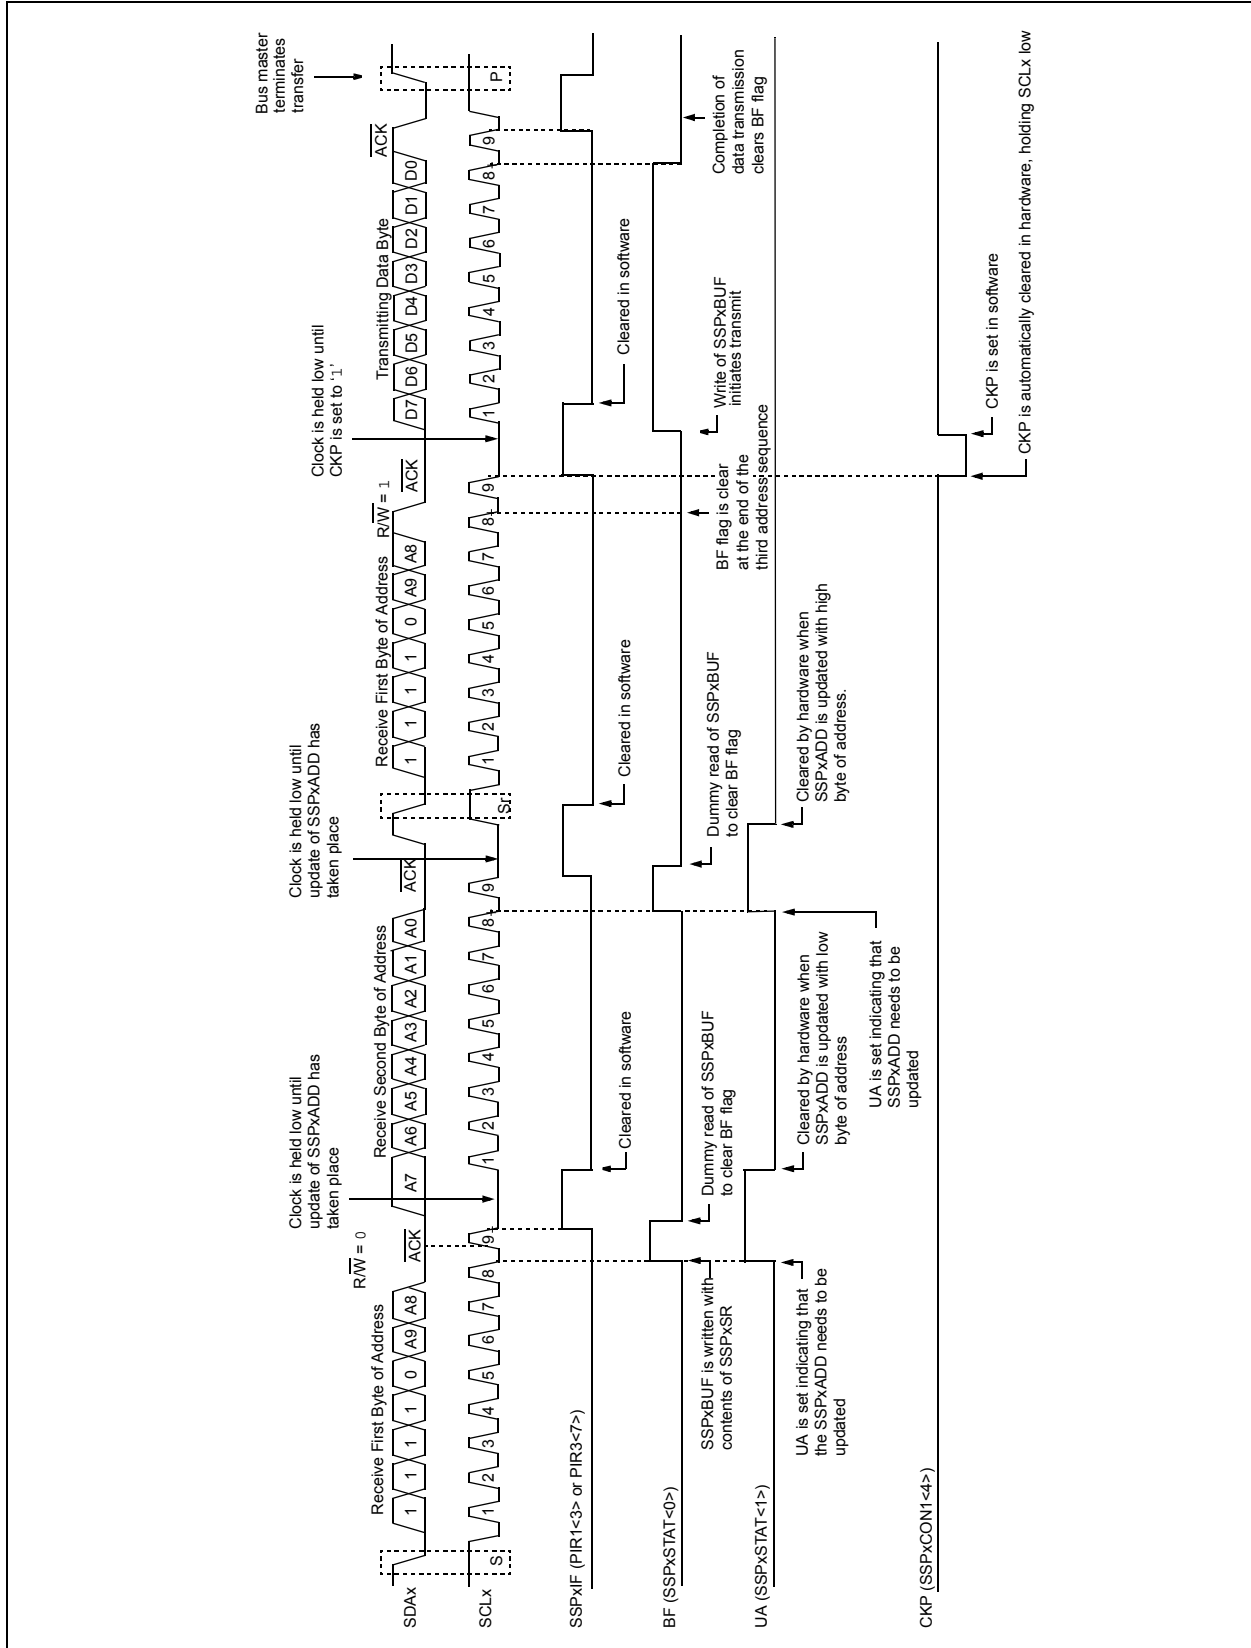 Bus master
terminates
transfer
Clock is held low until
update of SSPxADD has
taken place
Clock is held low until
update of SSPxADD has
taken place
Clock is held low until
CKP is set to ‘1’
R/W = 0
R/W = 1
Receive First Byte of Address
ACK
Receive Second Byte of Address
ACK
Receive First Byte of Address
ACK
Transmitting Data Byte
ACK
SDAx
1 1 1 1 0 A9 A8
A7 A6 A5 A4 A3 A2 A1 A0
1 1 1 1 0 A9 A8
D7 D6 D5 D4 D3 D2 D1 D0
SCLx
S
1 2 3 4 5 6 7 8 9
1 2 3 4 5 6 7 8 9
Sr
1 2 3 4 5 6 7 8 9
1 2 3 4 5 6 7 8 9
P
SSPxIF (PIR1<3> or PIR3<7>)
Cleared in software
Cleared in software
Cleared in software
BF (SSPxSTAT<0>)
SSPxBUF is written with
contents of SSPxSR
Dummy read of SSPxBUF
to clear BF flag
Dummy read of SSPxBUF
to clear BF flag
BF flag is clear
at the end of the
third address sequence
Write of SSPxBUF
initiates transmit
Completion of
data transmission
clears BF flag
UA (SSPxSTAT<1>)
UA is set indicating that
the SSPxADD needs to be
updated
Cleared by hardware when
SSPxADD is updated with low
byte of address
UA is set indicating that
SSPxADD needs to be
updated
Cleared by hardware when
SSPxADD is updated with high
byte of address.
CKP (SSPxCON1<4>)
CKP is set in software
CKP is automatically cleared in hardware, holding SCLx low